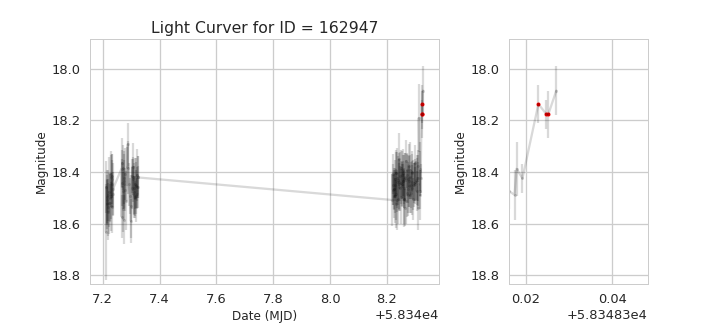 Light Curver for ID = 162947
Magnitude
18.0
18.2
18.4
18.6
18.8
7.2 7.4 7.6 7.8 8.0 8.2
Date (MJD)
+5.834e4
Magnitude
18.0
18.2
18.4
18.6
18.8
0.02 0.04
+5.83483e4